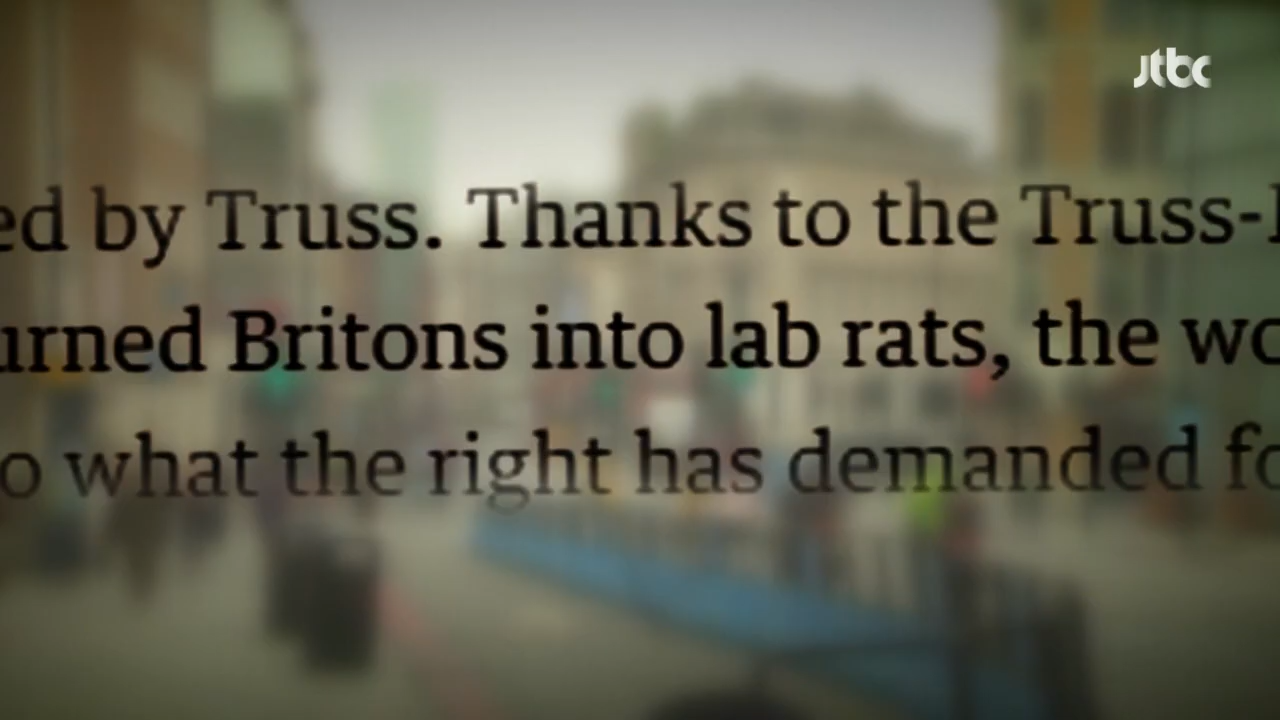 jtbc
ed by Truss. Thanks to the Truss-
urned Britons into lab rats, the wo
o what the right has demanded fo